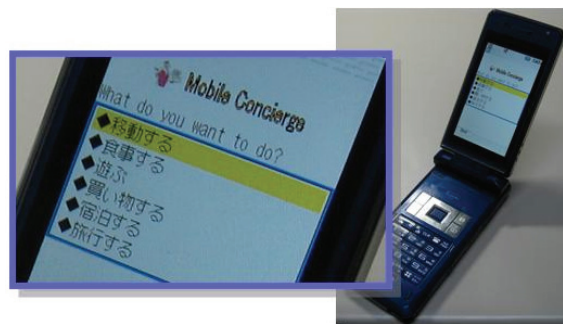 Mobile Concierge
What do you want to do?
◆移動する
◆食事する
◆遊ぶ
◆買い物する
◆宿泊する
◆旅行する